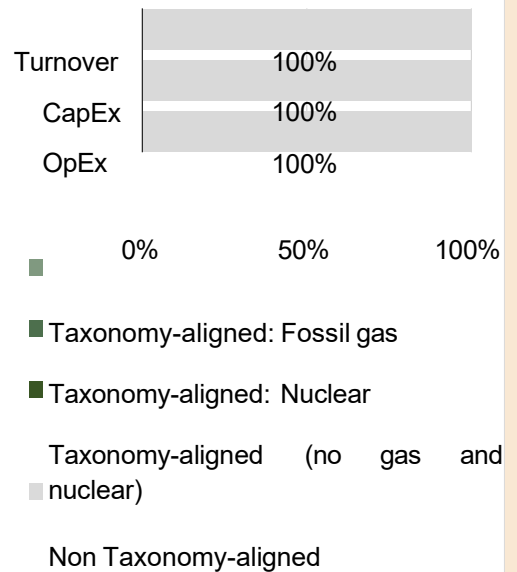 Turnover 100%
CapEx 100%
OpEx 100%
0% 50% 100%
Taxonomy-aligned: Fossil gas
Taxonomy-aligned: Nuclear
Taxonomy-aligned (no gas and
nuclear)
Non Taxonomy-aligned